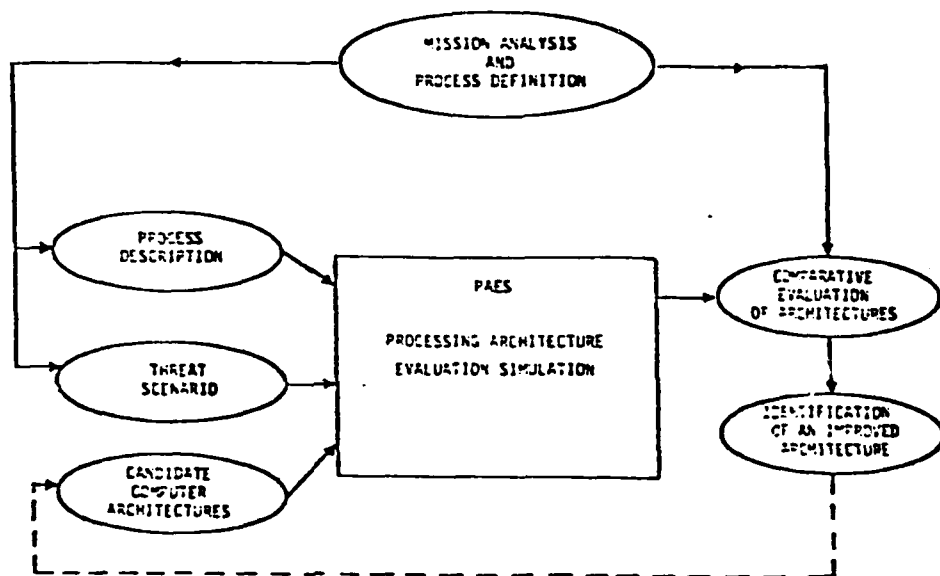 MISSION ANALYSIS
AND
PROCESS DEFINITION
PROCESS
DESCRIPTION
PAES
PROCESSING ARCHITECTURE
EVALUATION SIMULATION
COMPARATIVE
EVALUATION
OF ARCHITECTURES
THREAT
SCENARIO
IDENTIFICATION
OF AN IMPROVED
ARCHITECTURE
CANDIDATE
COMPUTER
ARCHITECTURES